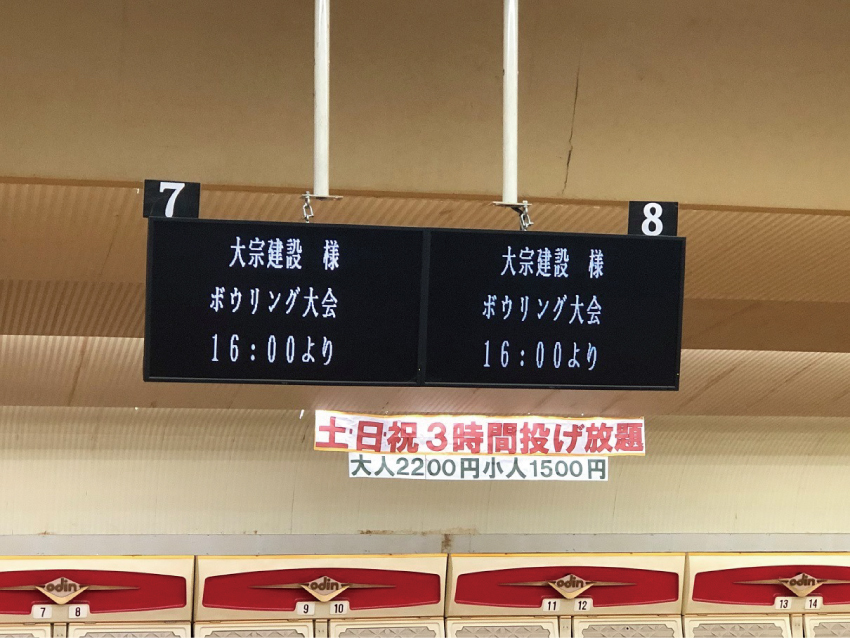 7
大宗建設 様
ボウリング大会
16:00より
8
大宗建設 様
ボウリング大会
16:00より
土・日・祝 3時間投げ放題
大人2200円小人1500円
odin
7 8
odin
9 10
odin
11 12
odin
13 14